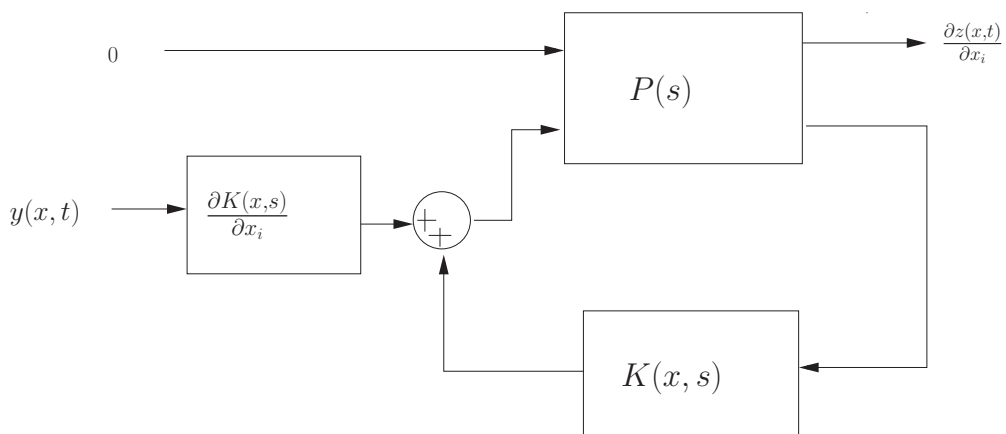 0
P(s)
∂z(x,t)/∂x_i
y(x, t)
∂K(x,s)/∂x_i
+
+
K(x, s)